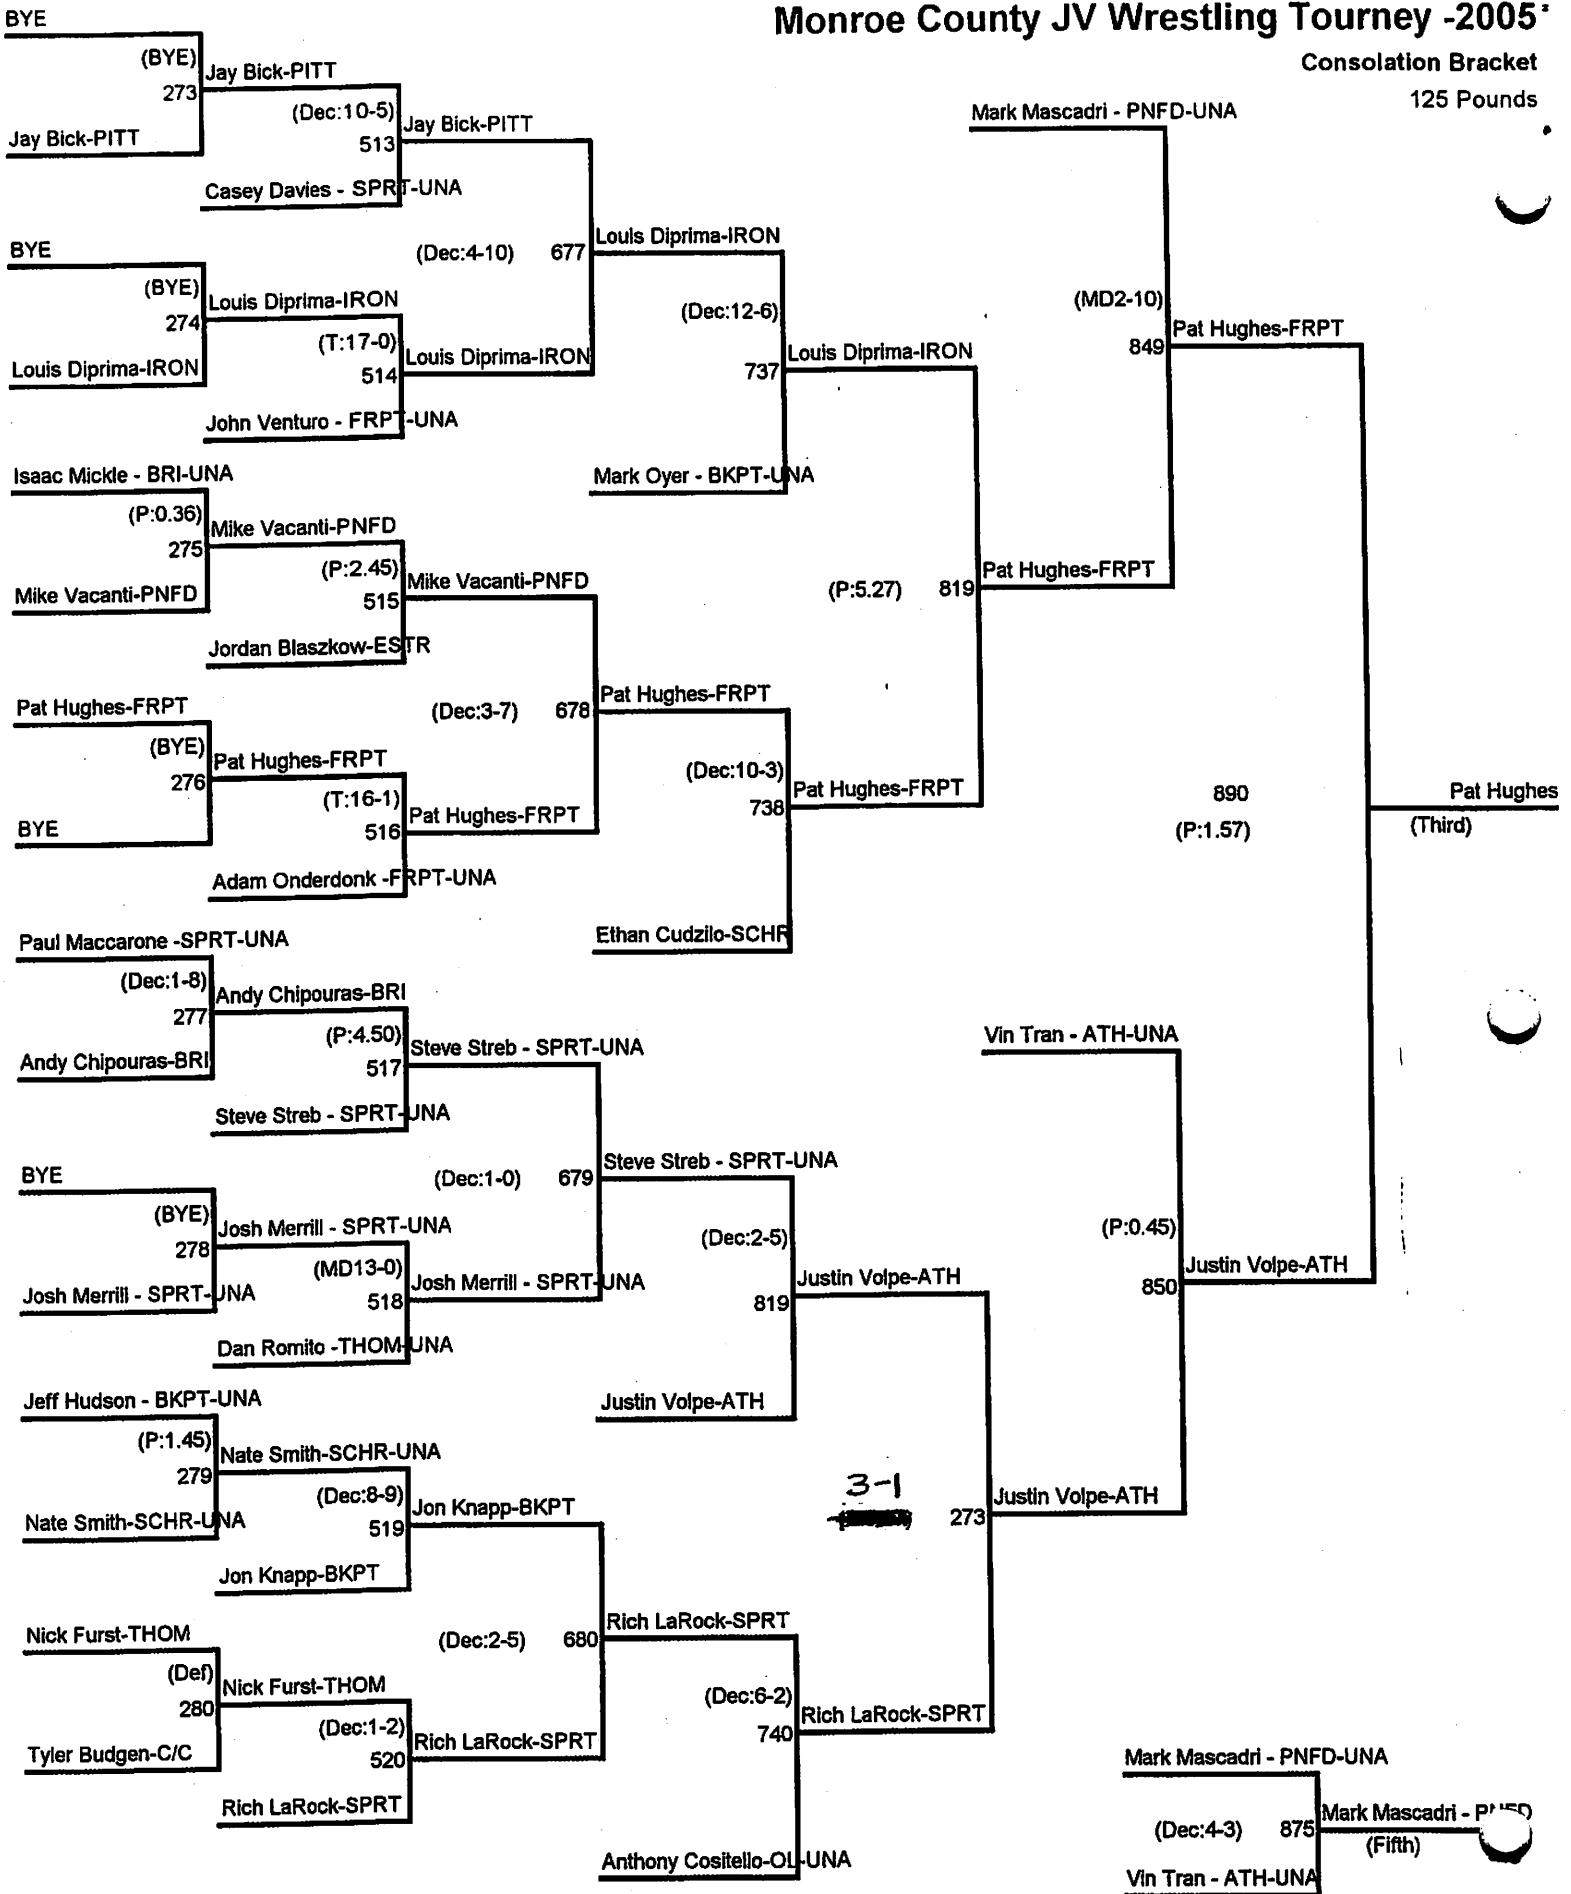 Monroe County JV Wrestling Tourney -2005
Consolation Bracket
125 Pounds
BYE
(BYE)
273
Jay Bick-PITT
Jay Bick-PITT
(Dec:10-5)
513
Jay Bick-PITT
Casey Davies - SPRT-UNA
BYE
(BYE)
274
Louis Diprima-IRON
Louis Diprima-IRON
(T:17-0)
514
Louis Diprima-IRON
John Venturo - FRPT-UNA
(Dec:4-10)
677
Louis Diprima-IRON
(Dec:12-6)
737
Louis Diprima-IRON
Mark Oyer - BKPT-UNA
Isaac Mickle - BRI-UNA
(P:0.36)
275
Mike Vacanti-PNFD
Mike Vacanti-PNFD
(P:2.45)
515
Mike Vacanti-PNFD
Jordan Blaszkow-ESTR
Pat Hughes-FRPT
(BYE)
276
Pat Hughes-FRPT
BYE
(T:16-1)
516
Pat Hughes-FRPT
Adam Onderdonk -FRPT-UNA
(Dec:3-7)
678
Pat Hughes-FRPT
(Dec:10-3)
738
Pat Hughes-FRPT
Ethan Cudzilo-SCHR
(P:5.27)
819
Pat Hughes-FRPT
Mark Mascadri - PNFD-UNA
(MD2-10)
849
Pat Hughes-FRPT
890
(P:1.57)
Pat Hughes
(Third)
Paul Maccarone -SPRT-UNA
(Dec:1-8)
277
Andy Chipouras-BRI
Andy Chipouras-BRI
(P:4.50)
517
Steve Streb - SPRT-UNA
Steve Streb - SPRT-UNA
BYE
(BYE)
278
Josh Merrill - SPRT-UNA
Josh Merrill - SPRT-UNA
(MD13-0)
518
Josh Merrill - SPRT-UNA
Dan Romito -THOM-UNA
(Dec:1-0)
679
Steve Streb - SPRT-UNA
(Dec:2-5)
819
Justin Volpe-ATH
Justin Volpe-ATH
Jeff Hudson - BKPT-UNA
(P:1.45)
279
Nate Smith-SCHR-UNA
Nate Smith-SCHR-UNA
(Dec:8-9)
519
Jon Knapp-BKPT
Jon Knapp-BKPT
Nick Furst-THOM
(Def)
280
Nick Furst-THOM
Tyler Budgen-C/C
(Dec:1-2)
520
Rich LaRock-SPRT
Rich LaRock-SPRT
(Dec:2-5)
680
Rich LaRock-SPRT
(Dec:6-2)
740
Rich LaRock-SPRT
Anthony Cositello-OL-UNA
3-1
273
Justin Volpe-ATH
Vin Tran - ATH-UNA
(P:0.45)
850
Justin Volpe-ATH
Mark Mascadri - PNFD-UNA
(Dec:4-3)
875
Mark Mascadri - PNFD
(Fifth)
Vin Tran - ATH-UNA